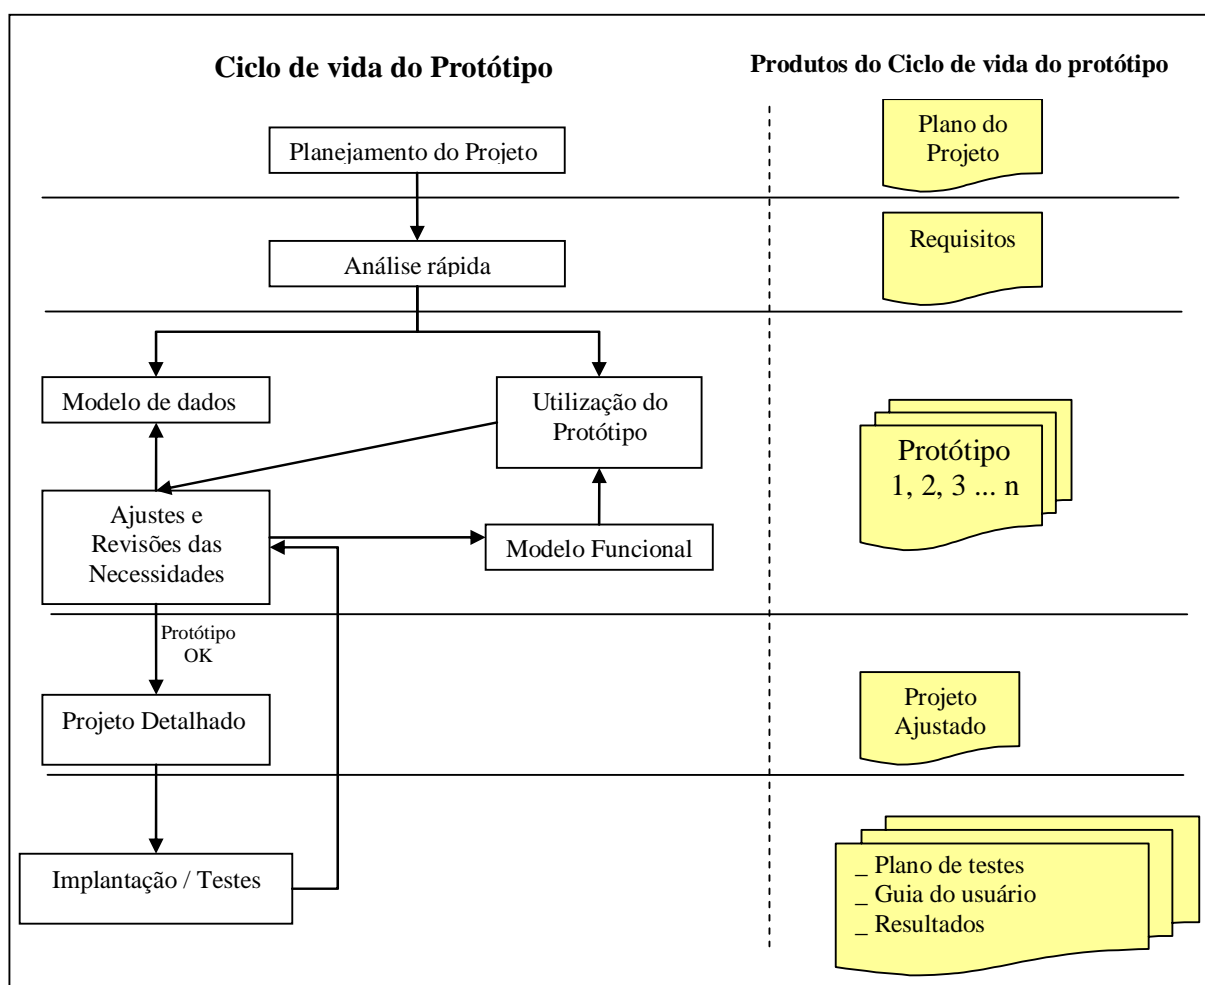 Ciclo de vida do Protótipo
Produtos do Ciclo de vida do protótipo
Planejamento do Projeto
Plano do
Projeto
Análise rápida
Requisitos
Modelo de dados
Utilização do
Protótipo
Ajustes e
Revisões das
Necessidades
Modelo Funcional
Protótipo
1, 2, 3 ... n
Protótipo
OK
Projeto Detalhado
Projeto
Ajustado
Implantação / Testes
_ Plano de testes
_ Guia do usuário
_ Resultados